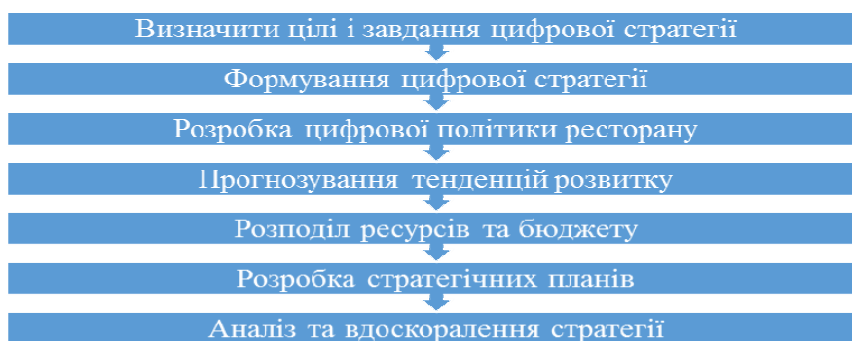 Визначити цілі і завдання цифрової стратегії
Формування цифрової стратегії
Розробка цифрової політики ресторану
Прогнозування тенденцій розвитку
Розподіл ресурсів та бюджету
Розробка стратегічних планів
Аналіз та вдоскоралення стратегії